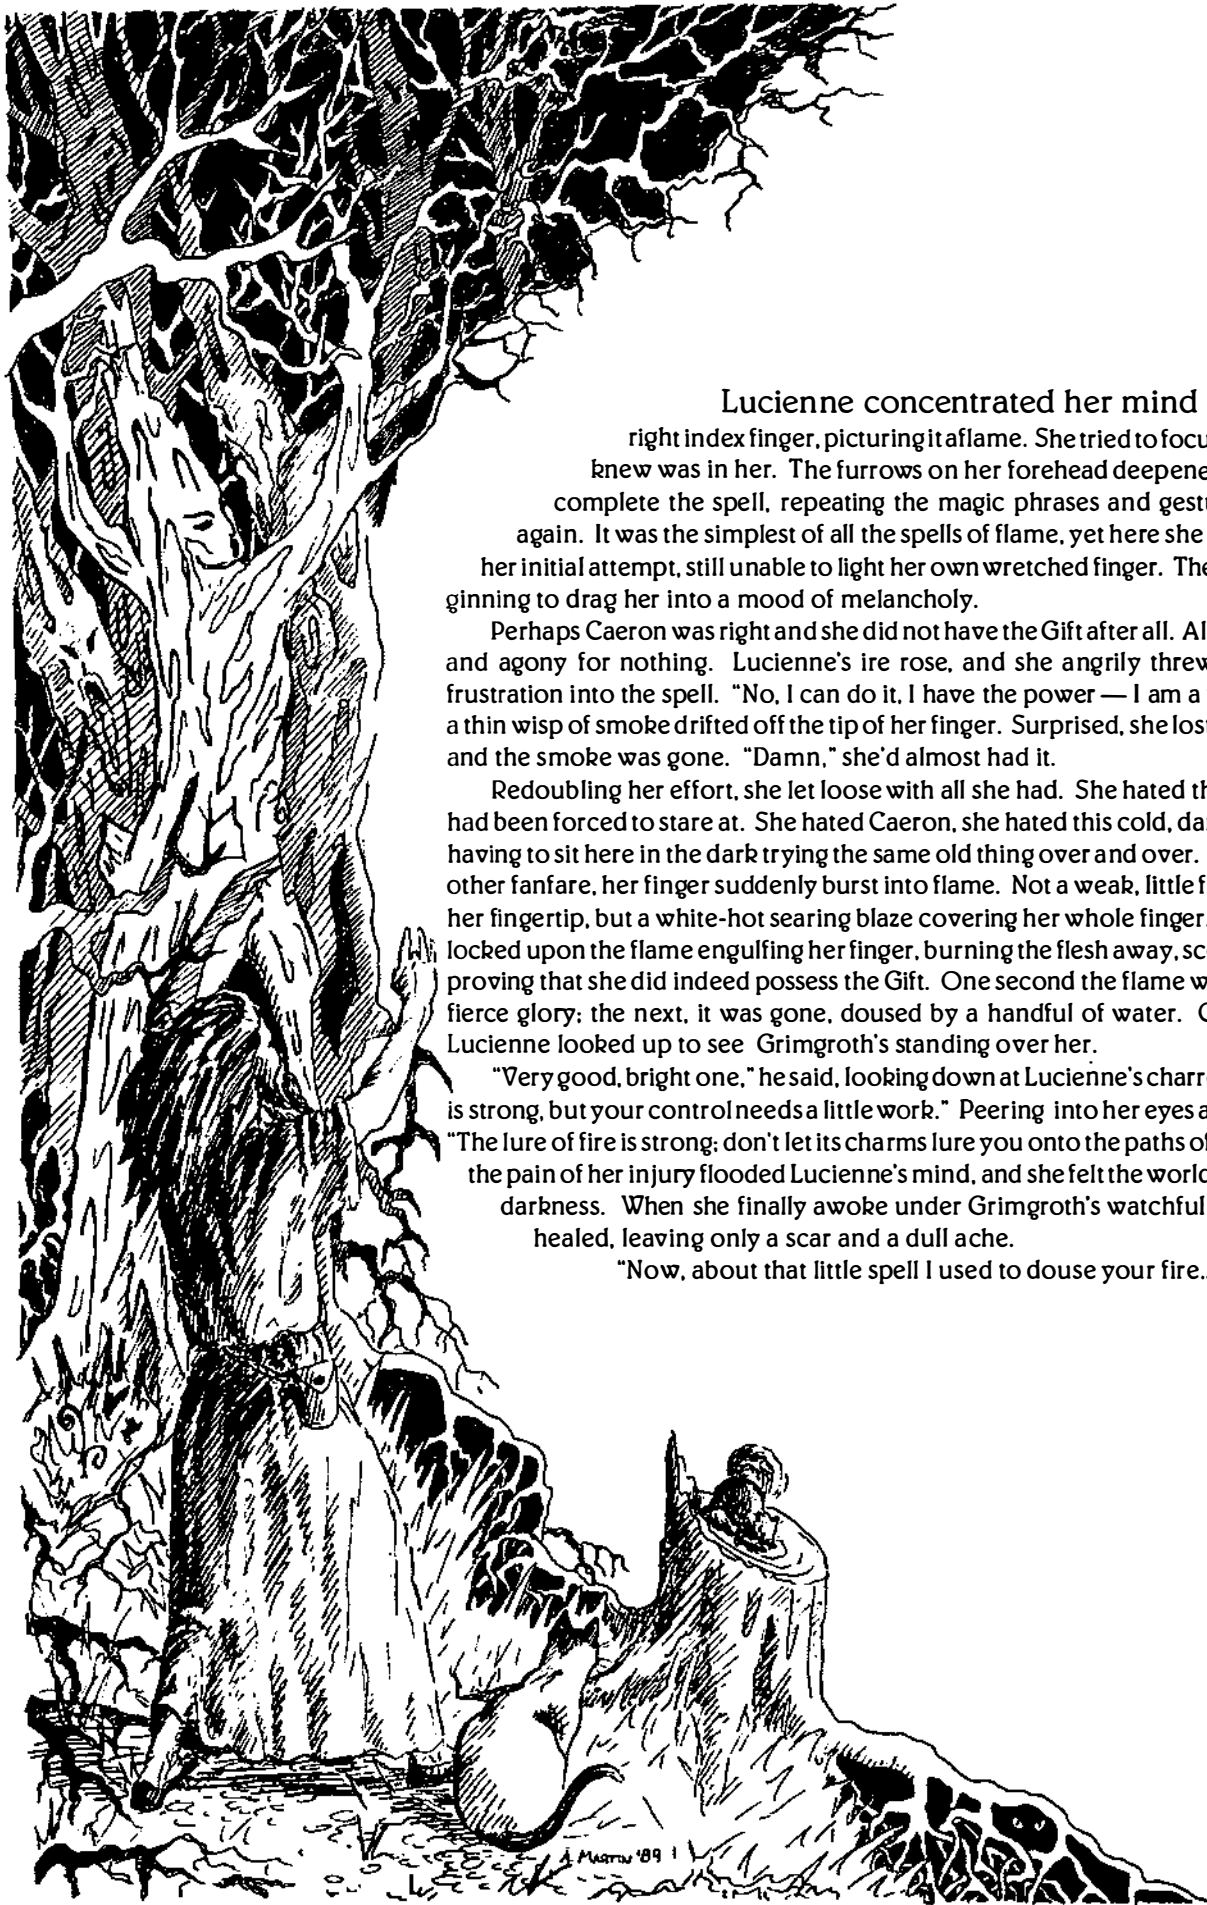 Lucienne concentrated her mind
right index finger, picturing it aflame. She tried to focu
knew was in her. The furrows on her forehead deepene
complete the spell, repeating the magic phrases and gest
again. It was the simplest of all the spells of flame, yet here she
her initial attempt, still unable to light her own wretched finger. The
ginning to drag her into a mood of melancholy.
Perhaps Caeron was right and she did not have the Gift after all. Al
and agony for nothing. Lucienne's ire rose, and she angrily threw
frustration into the spell. “No, I can do it, I have the power — I am a
a thin wisp of smoke drifted off the tip of her finger. Surprised, she lost
and the smoke was gone. “Damn,” she'd almost had it.
Redoubling her effort, she let loose with all she had. She hated th
had been forced to stare at. She hated Caeron, she hated this cold, da
having to sit here in the dark trying the same old thing over and over.
other fanfare, her finger suddenly burst into flame. Not a weak, little f
her fingertip, but a white-hot searing blaze covering her whole finger.
locked upon the flame engulfing her finger, burning the flesh away, sc
proving that she did indeed possess the Gift. One second the flame w
fierce glory; the next, it was gone, doused by a handful of water.
Lucienne looked up to see Grimgroth's standing over her.
“Very good, bright one,” he said, looking down at Lucienne's charr
is strong, but your control needs a little work.” Peering into her eyes a
“The lure of fire is strong; don't let its charms lure you onto the paths of
the pain of her injury flooded Lucienne's mind, and she felt the world
darkness. When she finally awoke under Grimgroth's watchful
healed, leaving only a scar and a dull ache.
“Now, about that little spell I used to douse your fire..
Martin '89